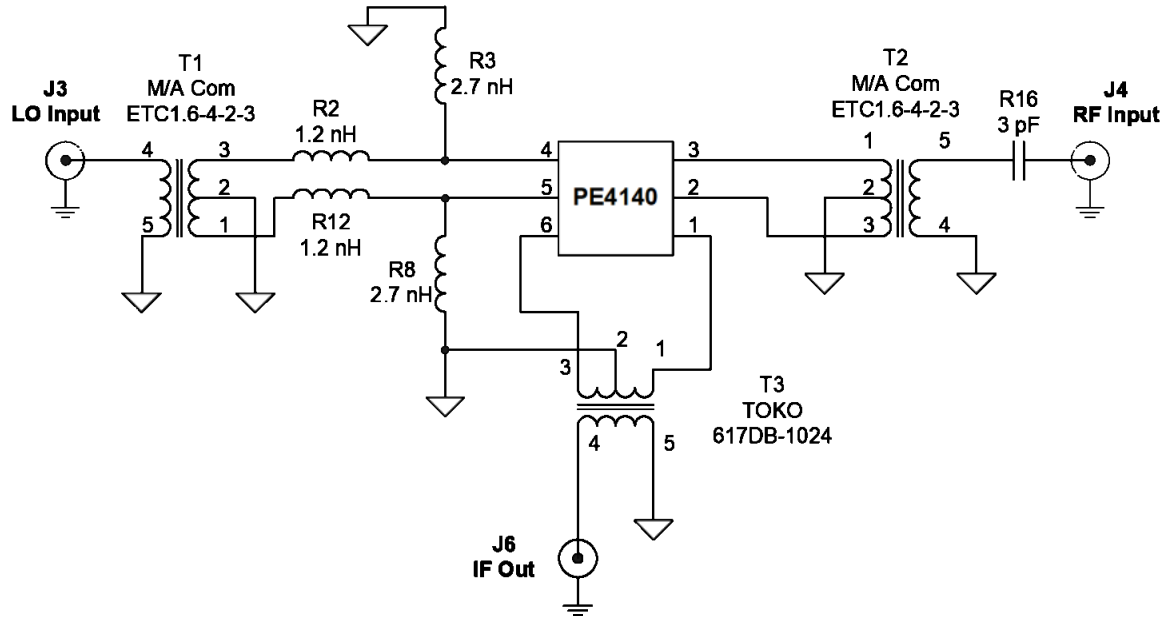 R3
2.7 nH
T1
M/A Com
ETC1.6-4-2-3
T2
M/A Com
ETC1.6-4-2-3
J3
LO Input
R2
1.2 nH
R16
3 pF
J4
RF Input
4
3
2
5
1
R12
1.2 nH
4
5
6
PE4140
3
2
1
1
2
3
5
4
R8
2.7 nH
3
2
1
T3
TOKO
617DB-1024
4
5
J6
IF Out